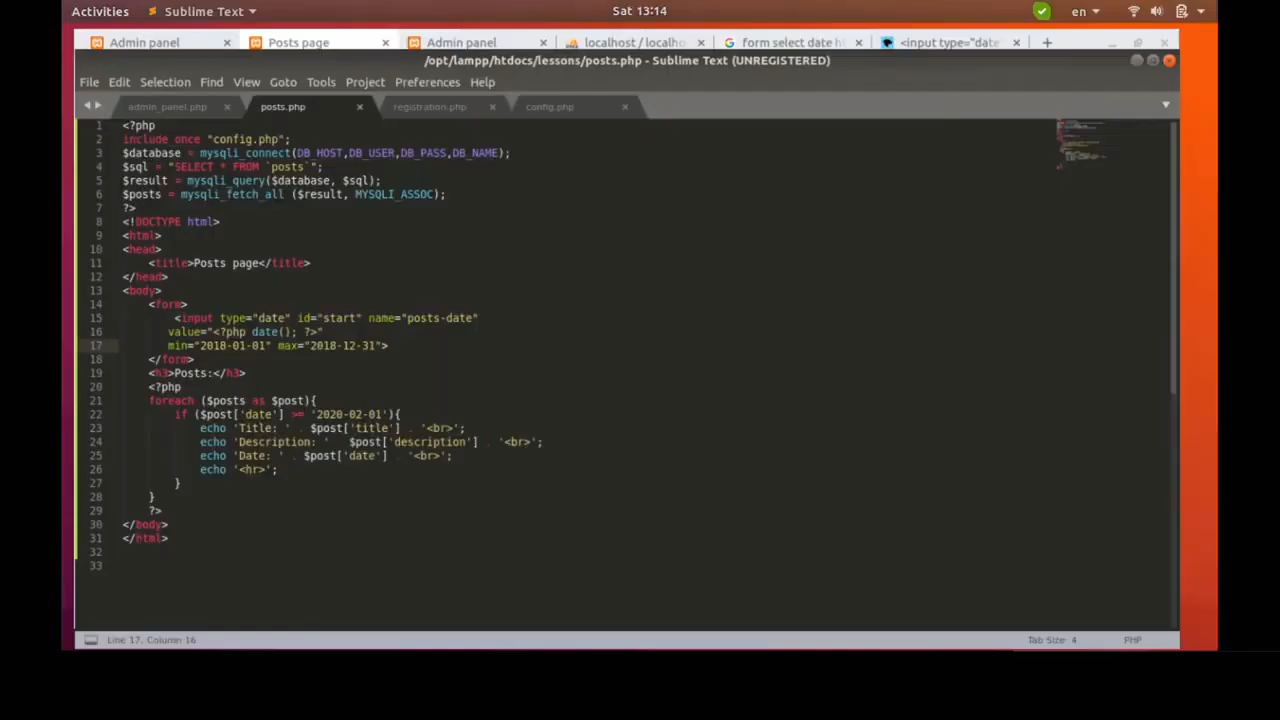 Activities Sublime Text Sat 13:14 en
Admin panel × Posts page × Admin panel × localhost / localho × form select date h × <input type="date × +
/opt/lampp/htdocs/lessons/posts.php - Sublime Text (UNREGISTERED)
File Edit Selection Find View Goto Tools Project Preferences Help
admin_panel.php × posts.php × registration.php × config.php ×
1 <?php
2 include once "config.php";
3 $database = mysqli_connect(DB_HOST,DB_USER,DB_PASS,DB_NAME);
4 $sql = "SELECT * FROM `posts`";
5 $result = mysqli_query($database, $sql);
6 $posts = mysqli_fetch_all ($result, MYSQLI_ASSOC);
7 ?>
8 <!DOCTYPE html>
9 <html>
10 <head>
11 <title>Posts page</title>
12 </head>
13 <body>
14 <form>
15 <input type="date" id="start" name="posts-date"
16 value="<?php date(); ?>"
17 min="2018-01-01" max="2018-12-31">
18 </form>
19 <h3>Posts:</h3>
20 <?php
21 foreach ($posts as $post){
22 if ($post['date'] >= '2020-02-01'){
23 echo 'Title: ' . $post['title'] . '<br>';
24 echo 'Description: ' . $post['description'] . '<br>';
25 echo 'Date: ' . $post['date'] . '<br>';
26 echo '<hr>';
27 }
28 }
29 ?>
30 </body>
31 </html>
32
33
Line 17, Column 16 Tab Size: 4 PHP